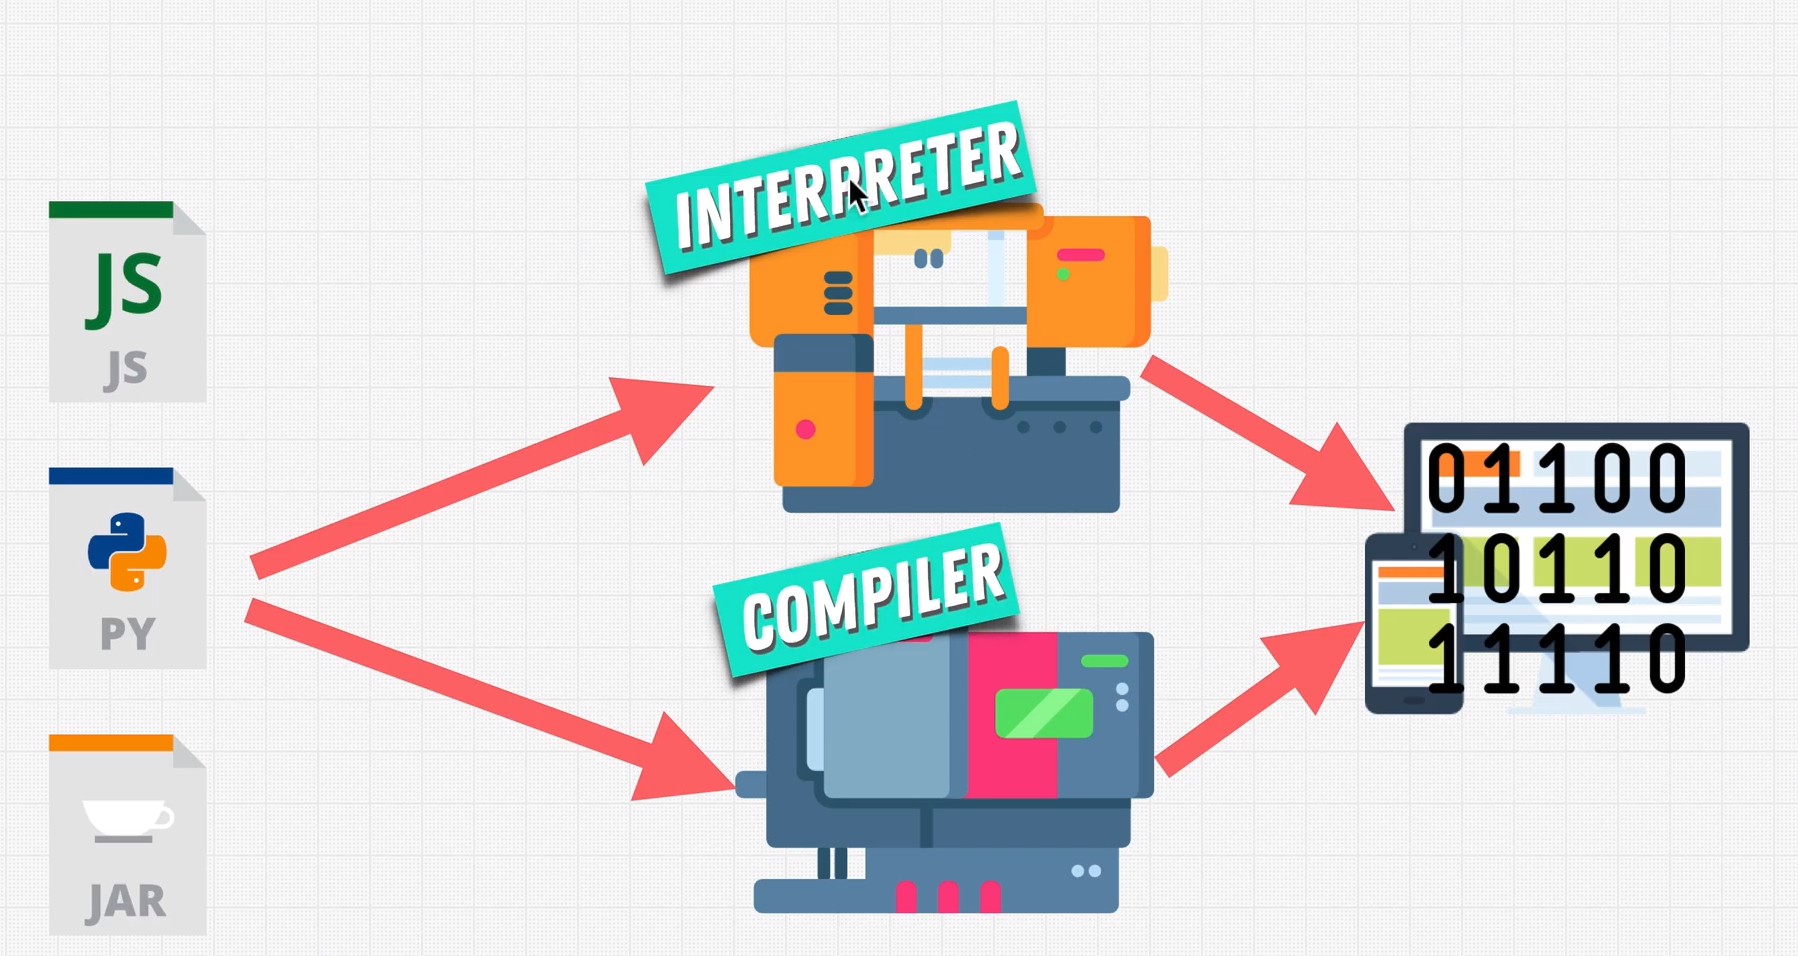 INTERPRETER
JS
JS
01100
10110
11110
PY
COMPILER
JAR